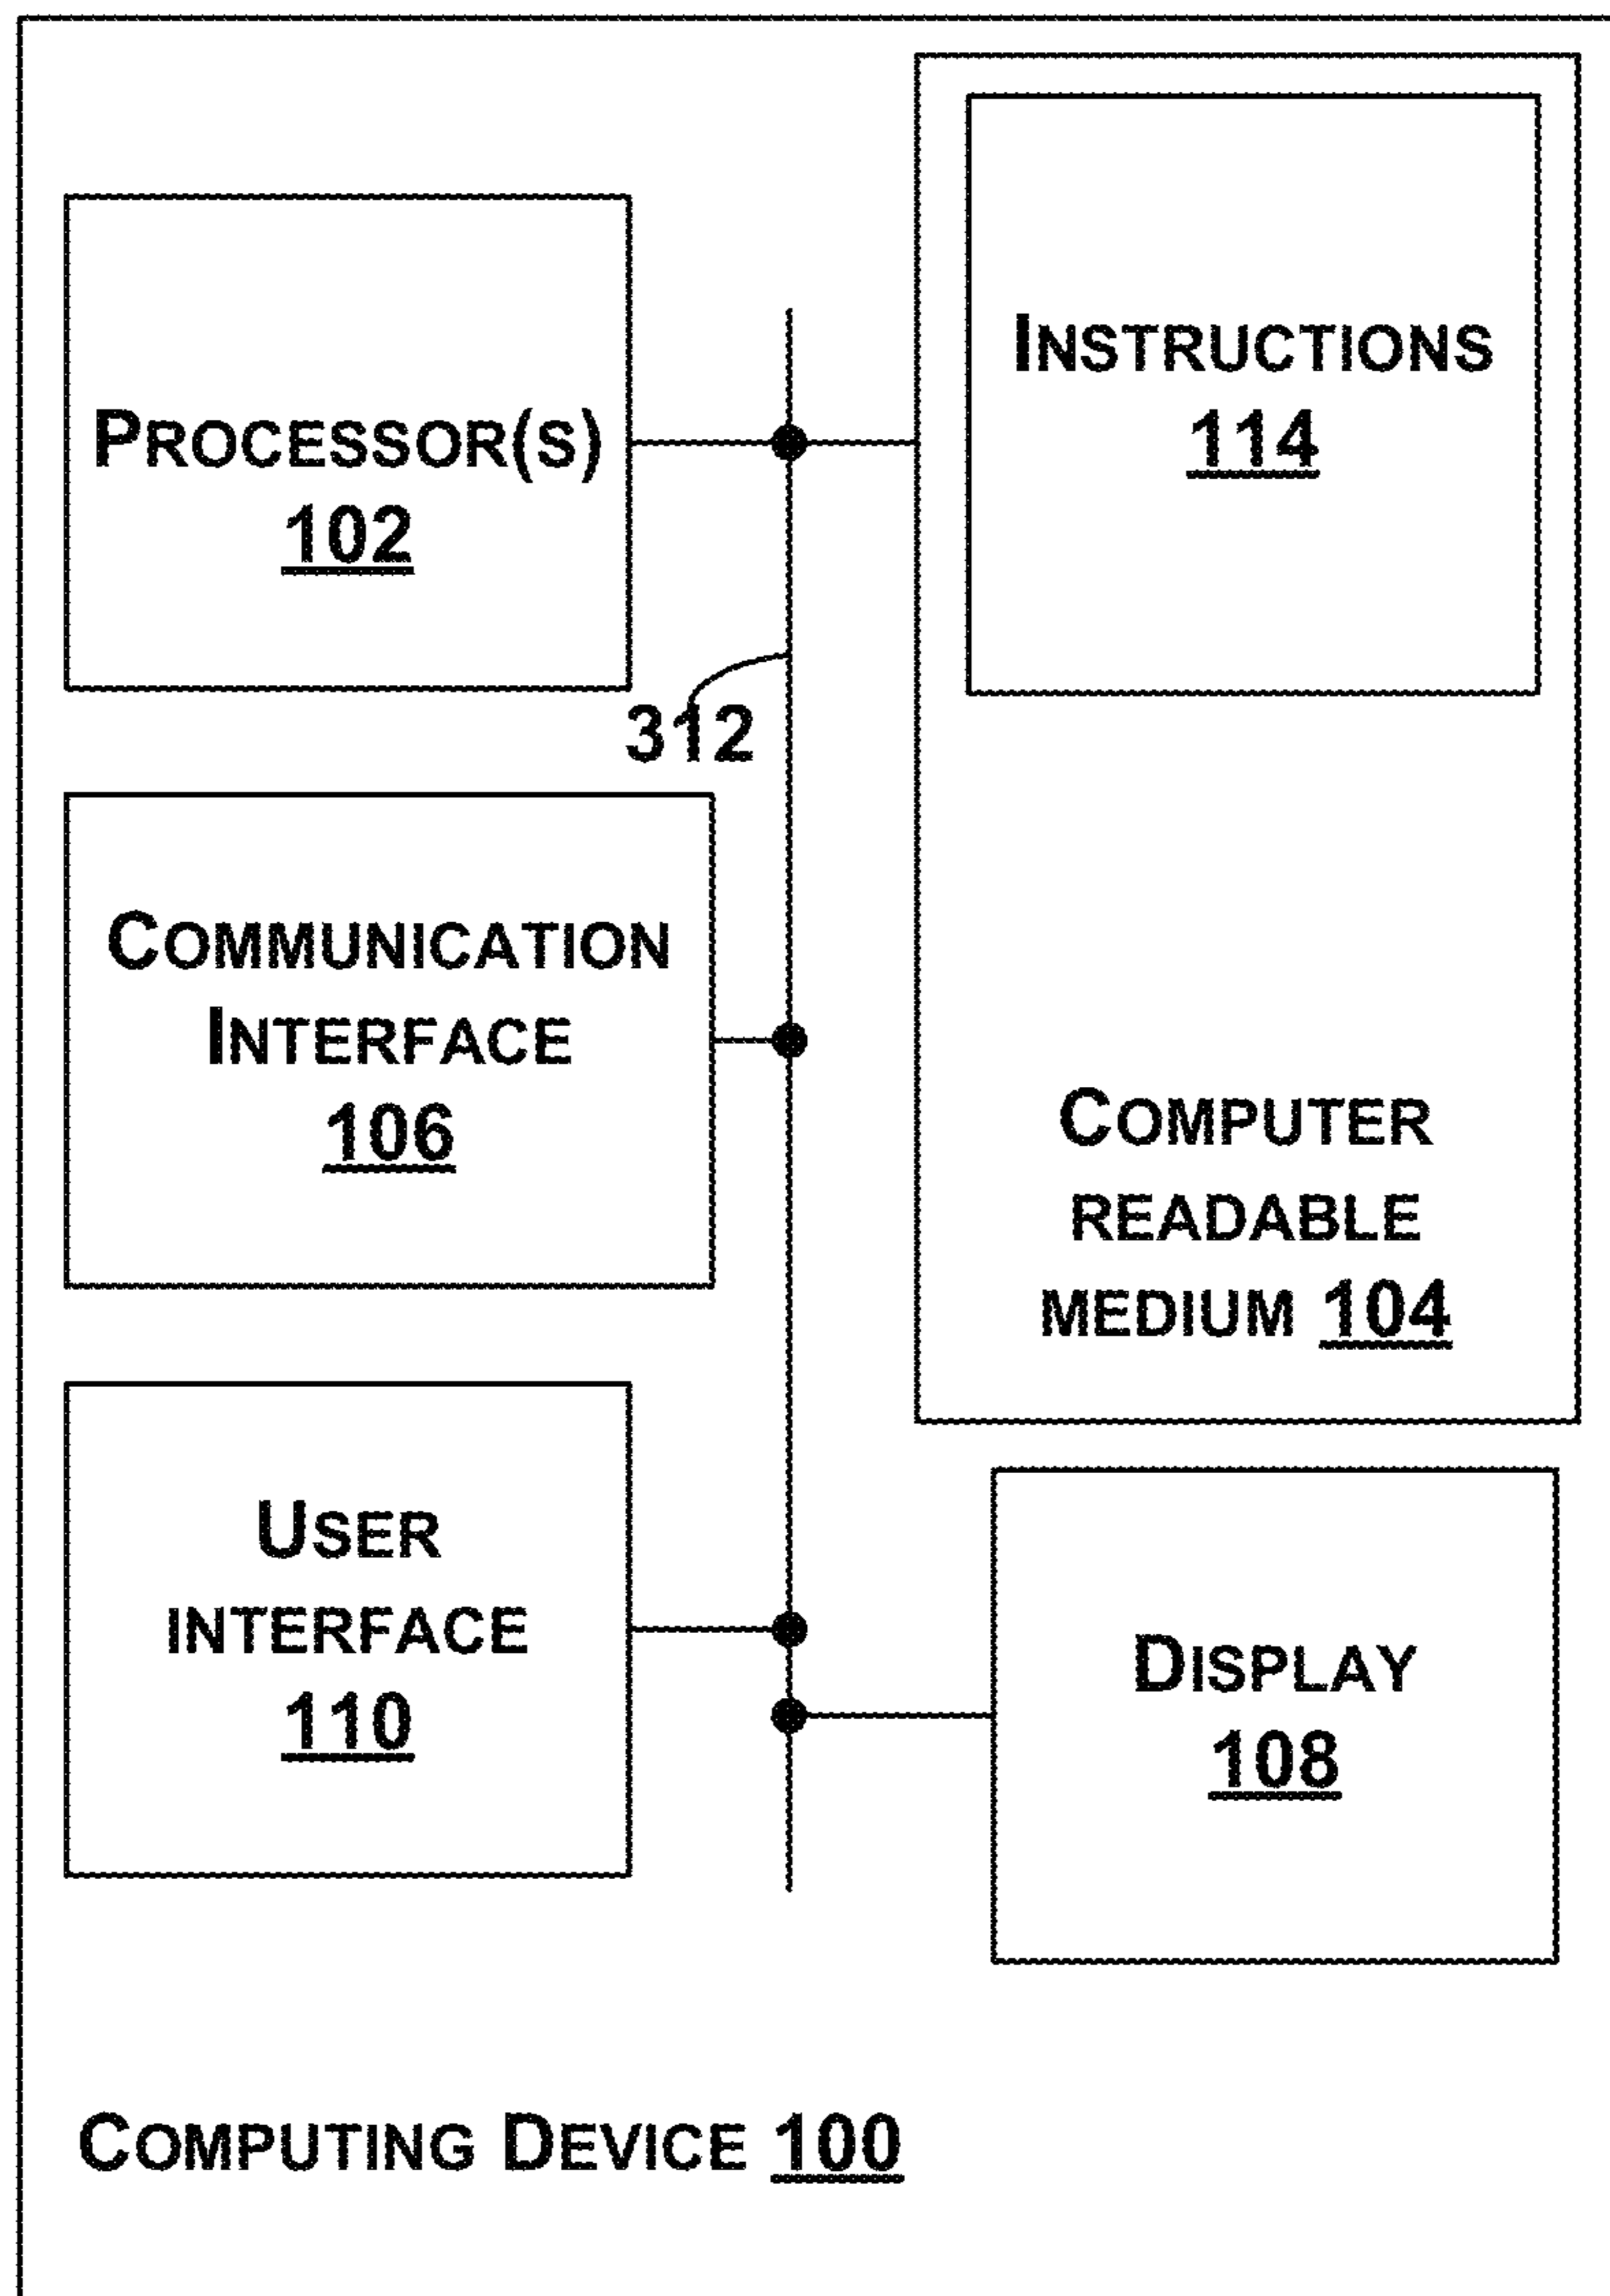 PROCESSOR(S)
102
INSTRUCTIONS
114
312
COMMUNICATION
INTERFACE
106
COMPUTER
READABLE
MEDIUM 104
USER
INTERFACE
110
DISPLAY
108
COMPUTING DEVICE 100